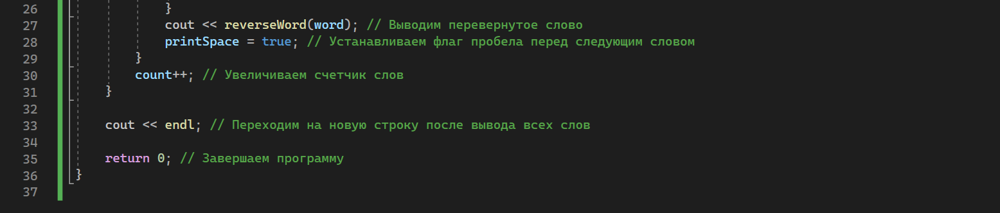 26 }
27 cout << reverseWord(word); // Выводим перевернутое слово
28 printSpace = true; // Устанавливаем флаг пробела перед следующим словом
29 }
30 count++; // Увеличиваем счетчик слов
31 }
32
33 cout << endl; // Переходим на новую строку после вывода всех слов
34
35 return 0; // Завершаем программу
36 }
37